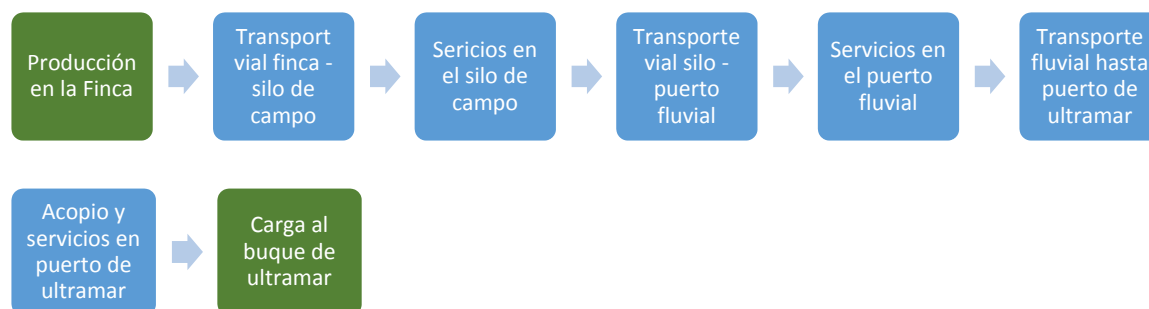 Producción
en la Finca
Transport
vial finca -
silo de
campo
Sericios en
el silo de
campo
Transporte
vial silo -
puerto
fluvial
Servicios en
el puerto
fluvial
Transporte
fluvial hasta
puerto de
ultramar
Acopio y
servicios en
puerto de
ultramar
Carga al
buque de
ultramar